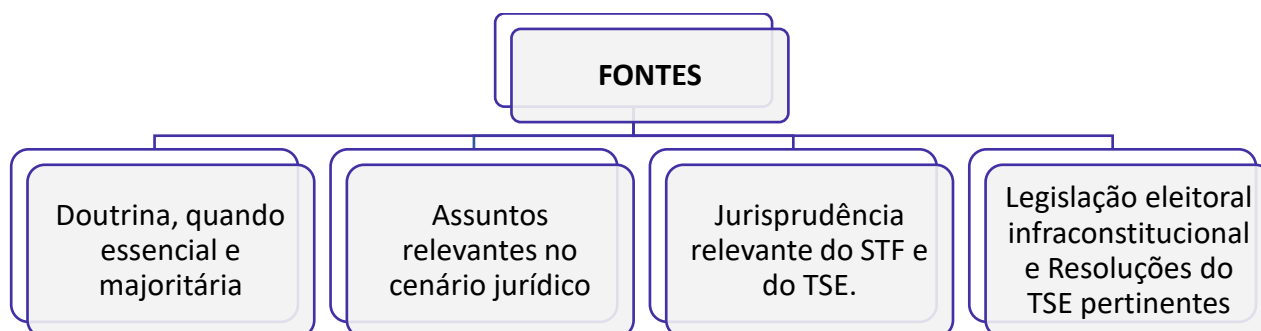 FONTES
Doutrina, quando
essencial e
majoritária
Assuntos
relevantes no
cenário jurídico
Jurisprudência
relevante do STF e
do TSE.
Legislação eleitoral
infraconstitucional
e Resoluções do
TSE pertinentes